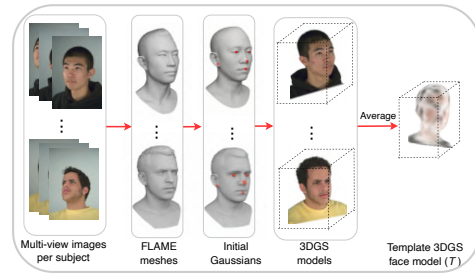 Average
Multi-view images
per subject
FLAME
meshes
Initial
Gaussians
3DGS
models
Template 3DGS
face model (T)